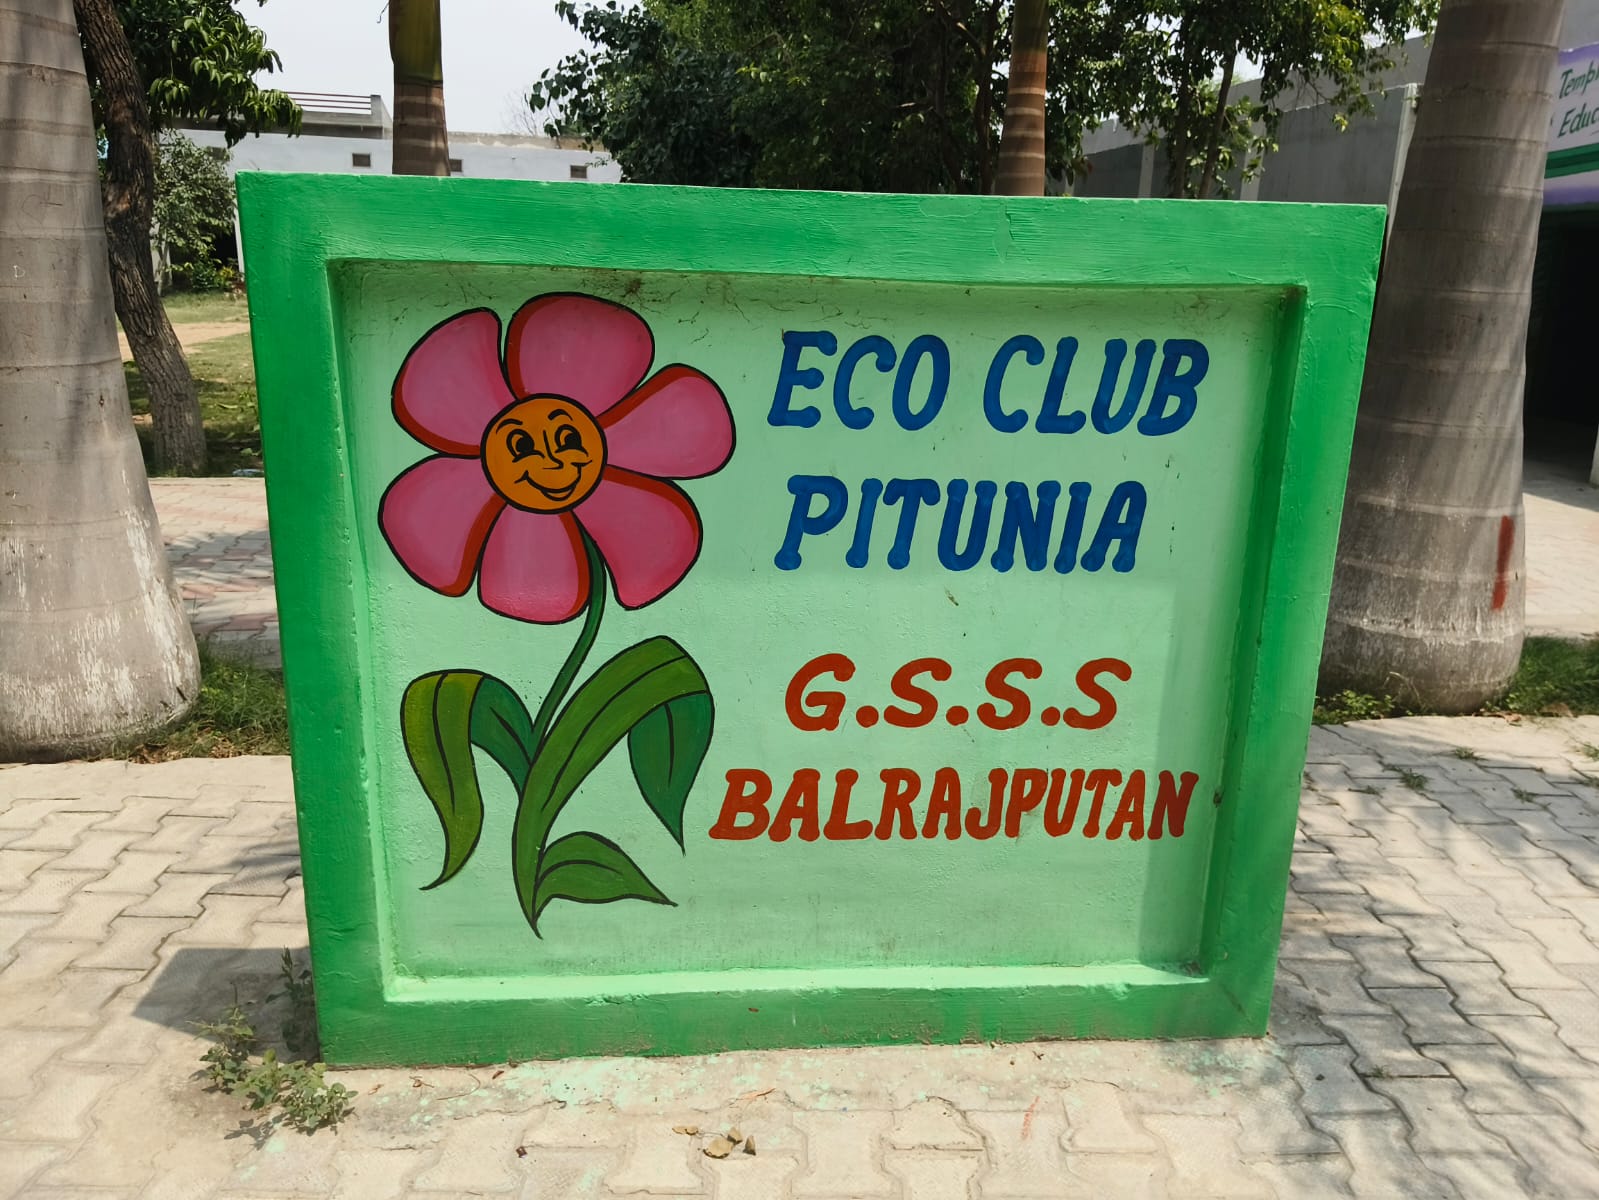 ECO CLUB
PITUNIA
G.S.S.S
BALRAJPUTAN